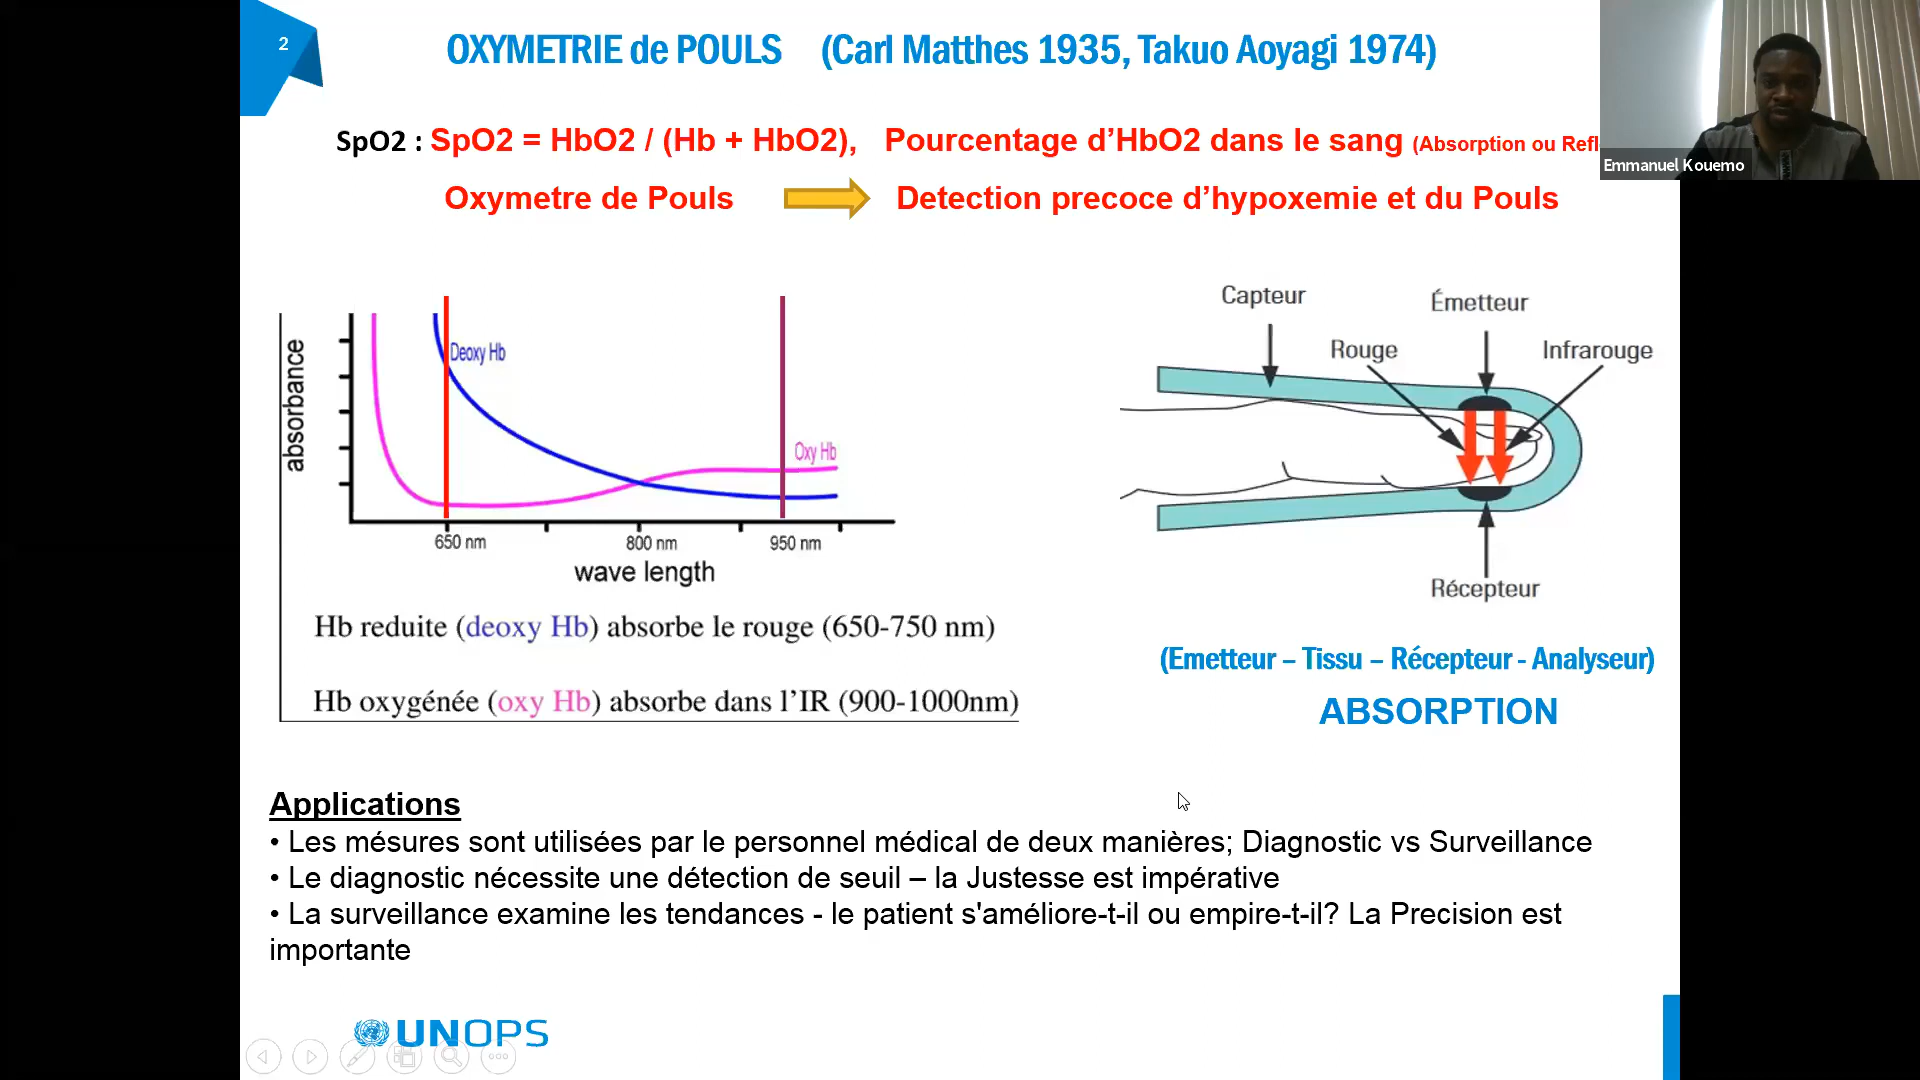 2
OXYMETRIE de POULS (Carl Matthes 1935, Takuo Aoyagi 1974)
SpO2 : SpO2 = HbO2 / (Hb + HbO2), Pourcentage d’HbO2 dans le sang (Absorption ou
Emmanuel Kouemo
Oxymetre de Pouls Detection precoce d’hypoxemie et du Pouls
absorbance
Deoxy Hb
Oxy Hb
650 nm 800 nm 950 nm
wave length
Hb reduite (deoxy Hb) absorbe le rouge (650-750 nm)
Hb oxygénée (oxy Hb) absorbe dans l’IR (900-1000nm)
Capteur
Émetteur
Rouge
Infrarouge
Récepteur
(Emetteur – Tissu – Récepteur - Analyseur)
ABSORPTION
Applications
• Les mésures sont utilisées par le personnel médical de deux manières; Diagnostic vs Surveillance
• Le diagnostic nécessite une détection de seuil – la Justesse est impérative
• La surveillance examine les tendances - le patient s'améliore-t-il ou empire-t-il? La Precision est
importante
UNOPS